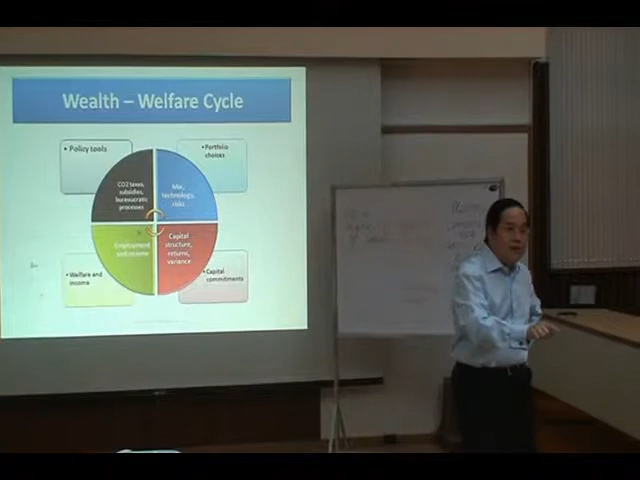 Wealth – Welfare Cycle
• Policy tools
• Portfolio
choices
CO2 taxes,
subsidies,
bureaucratic
processes
Mix,
technology,
risks
Employment
and income
Capital
structure,
returns,
variance
• Welfare and
income
• Capital
commitments